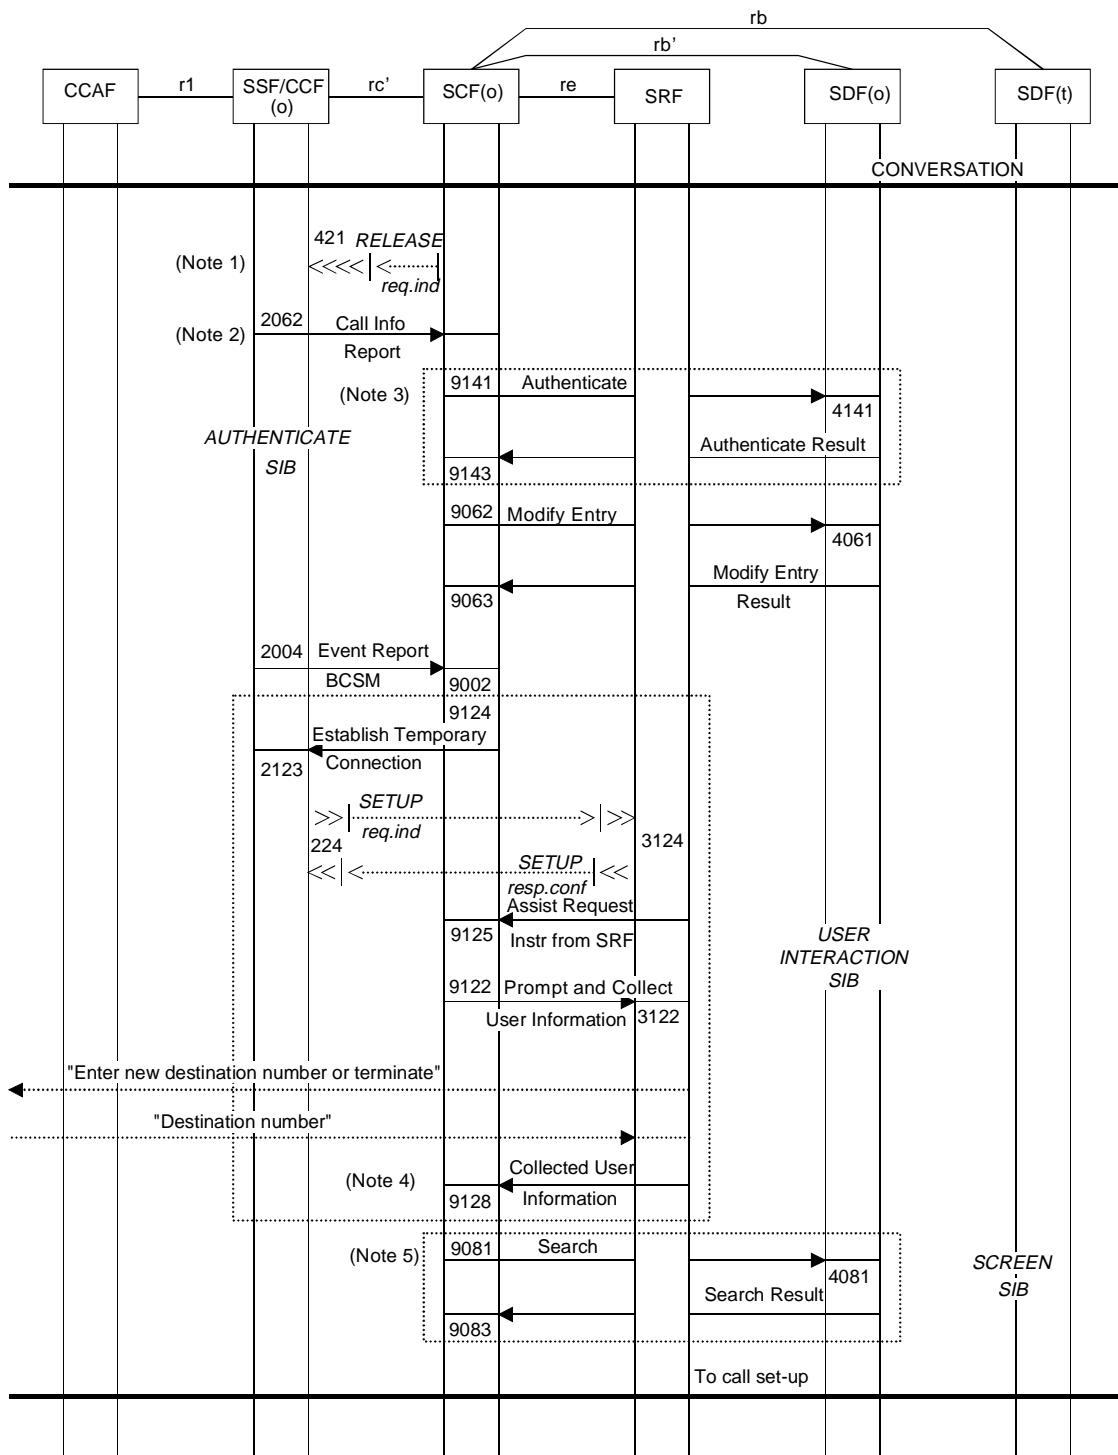 rb
rb'
CCAF
r1
SSF/CCF
(o)
rc’
SCF(o)
re
SRF
SDF(o)
SDF(t)
CONVERSATION
421
RELEASE
(Note 1)
req.ind
2062
Call Info
(Note 2)
Report
9141
Authenticate
(Note 3)
4141
AUTHENTICATE
SIB
Authenticate Result
9143
9062
Modify Entry
4061
Modify Entry
9063
Result
2004
Event Report
BCSM
9002
9124
Establish Temporary
2123
Connection
SETUP
req.ind
224
3124
SETUP
resp.conf
Assist Request
9125
Instr from SRF
USER
INTERACTION
SIB
9122
Prompt and Collect
User Information
3122
"Enter new destination number or terminate"
"Destination number"
Collected User
(Note 4)
9128
Information
9081
Search
(Note 5)
4081
SCREEN
SIB
Search Result
9083
To call set-up